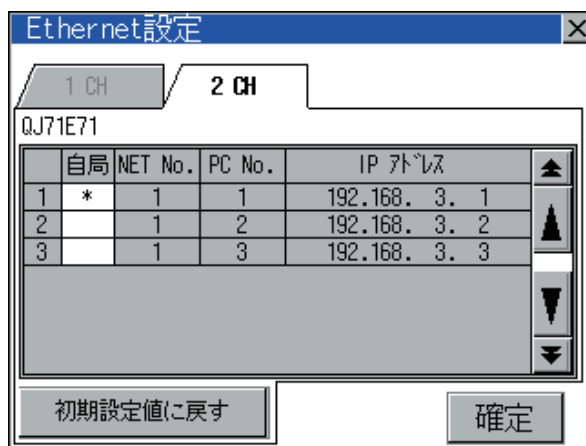 Ethernet設定
1 CH 2 CH
QJ71E71
自局 NET No. PC No. IP ｱﾄﾞﾚｽ
1 * 1 1 192.168. 3. 1
2 1 2 192.168. 3. 2
3 1 3 192.168. 3. 3
初期設定値に戻す 確定